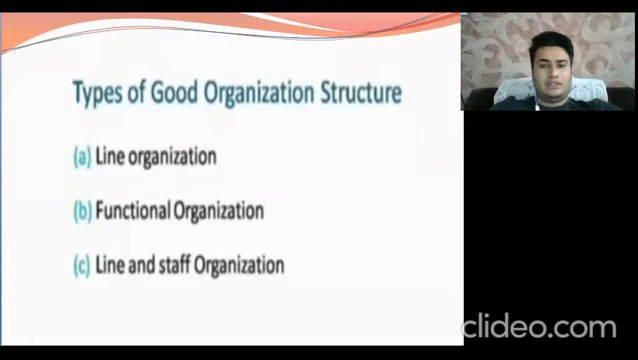 Types of Good Organization Structure
(a) Line organization
(b) Functional Organization
(c) Line and staff Organization
clideo.com